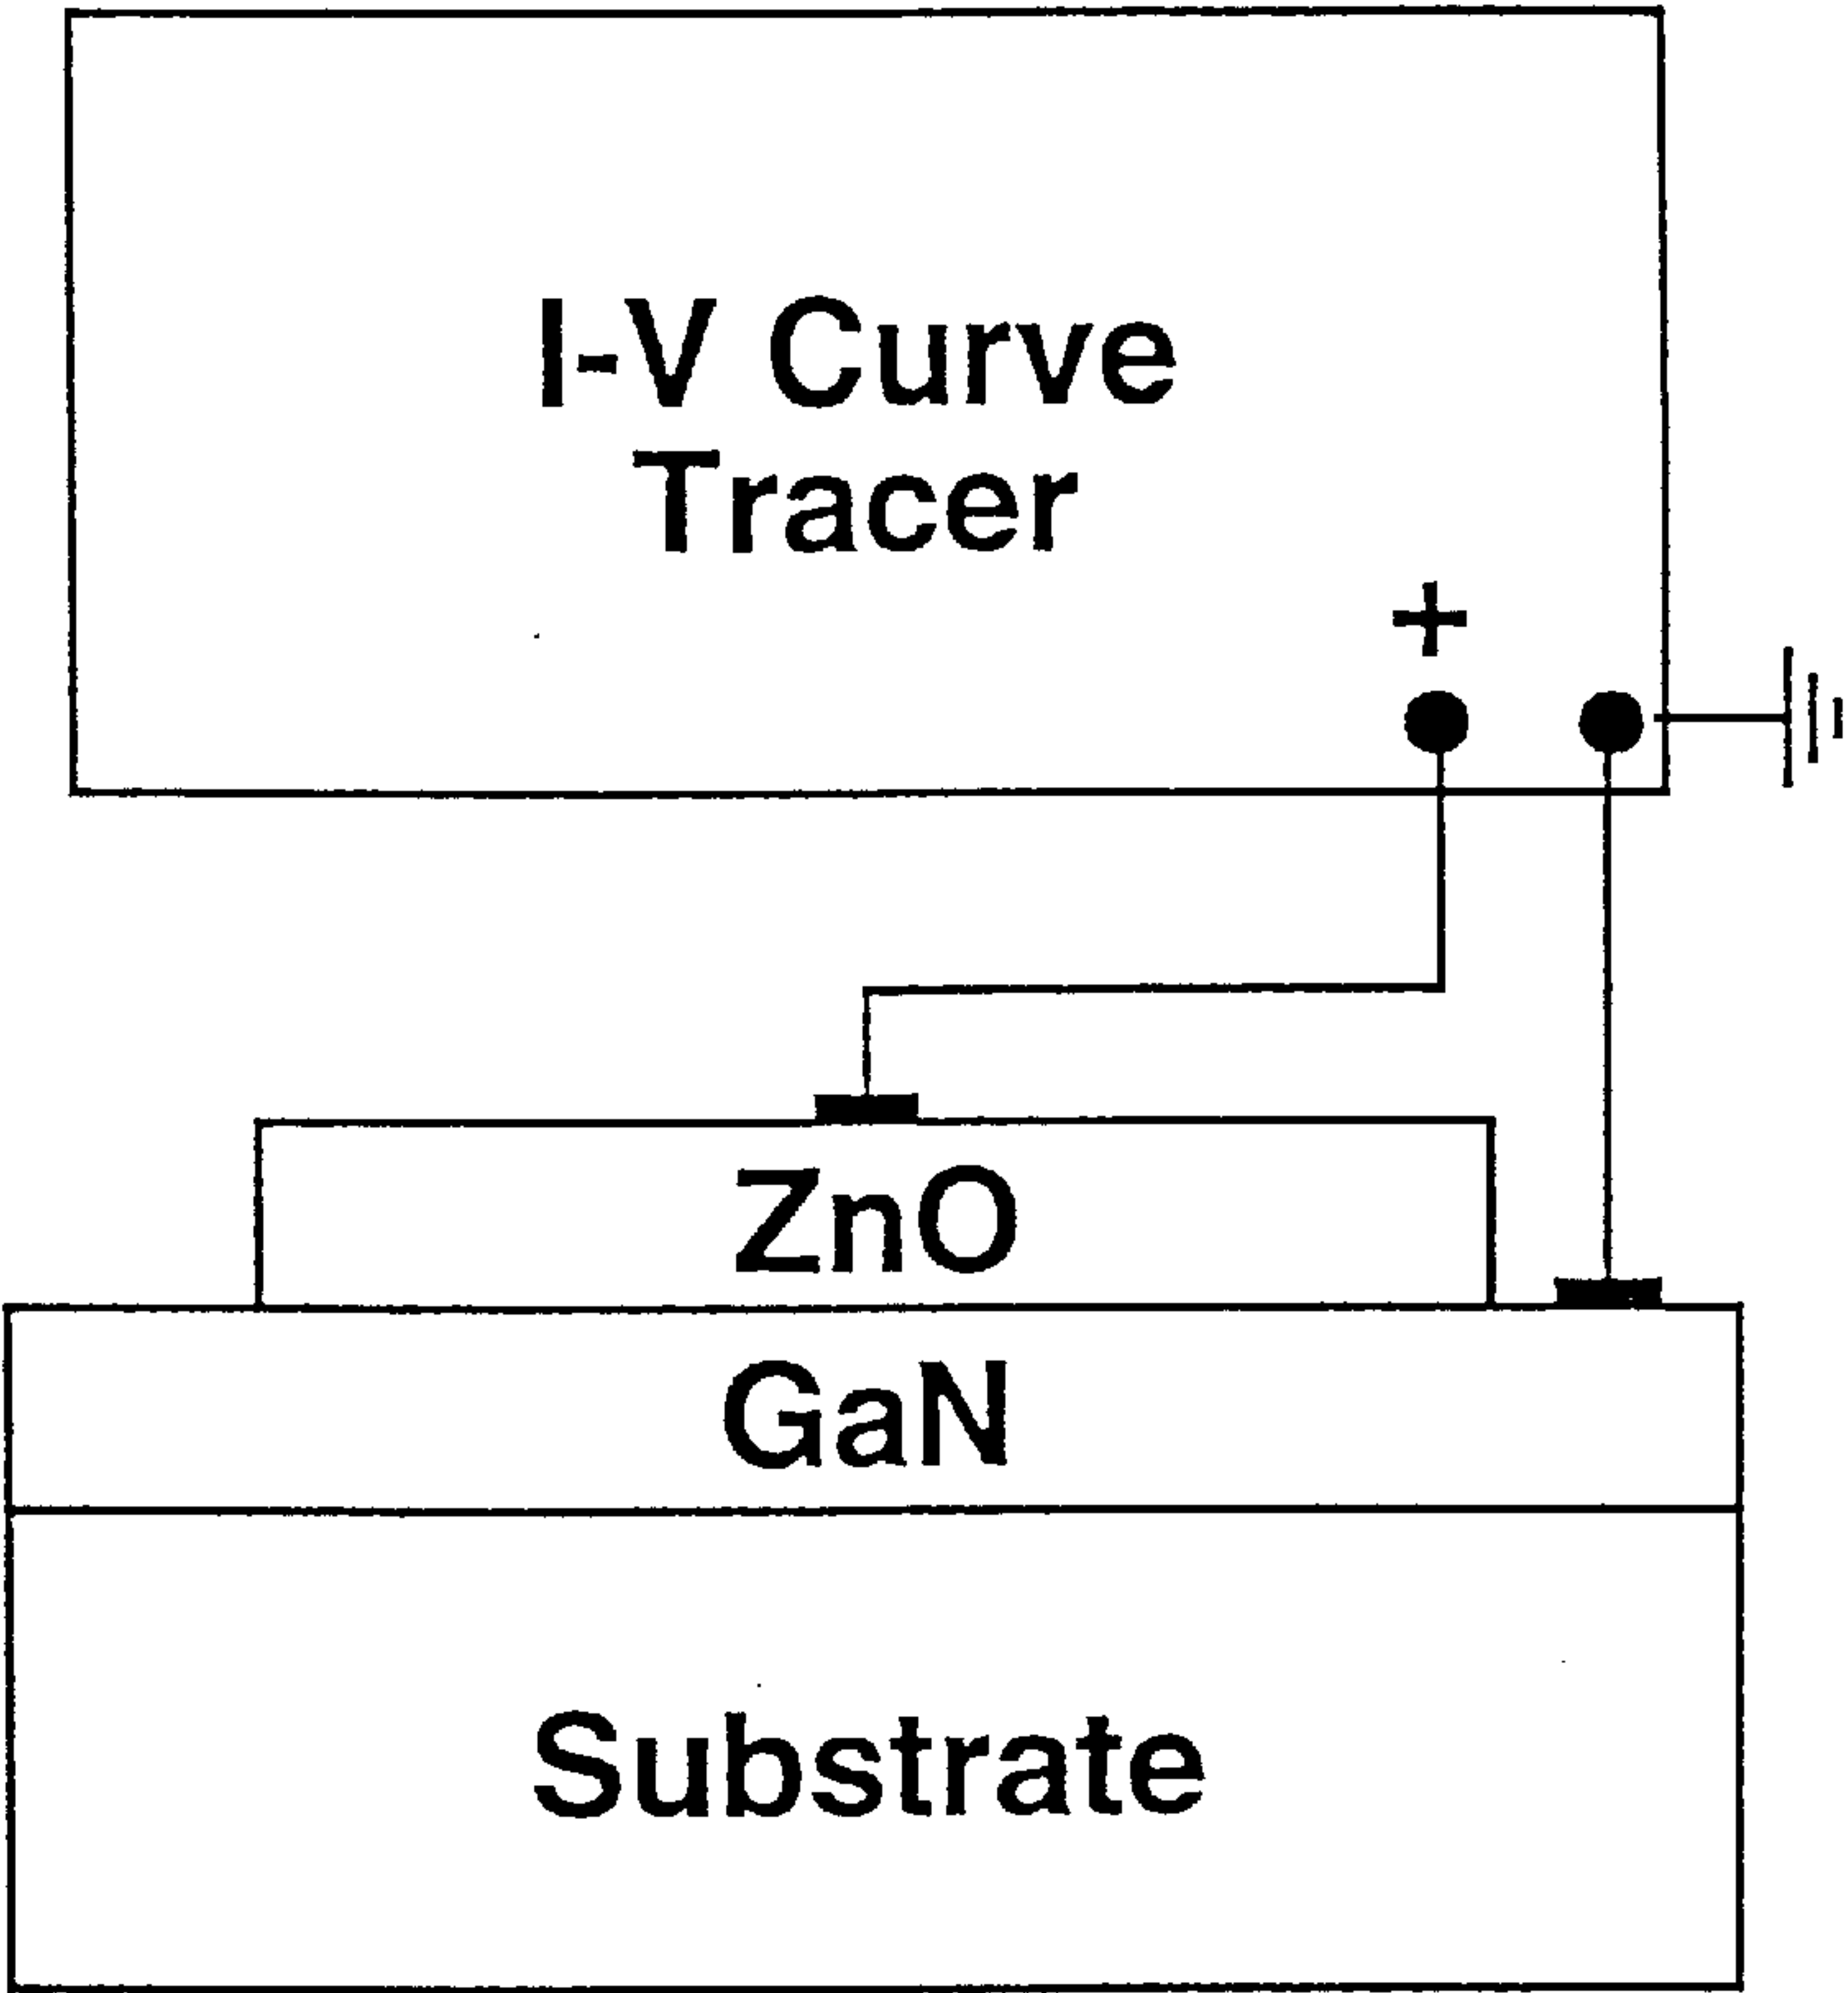 I-V Curve
Tracer
+
ZnO
GaN
Substrate